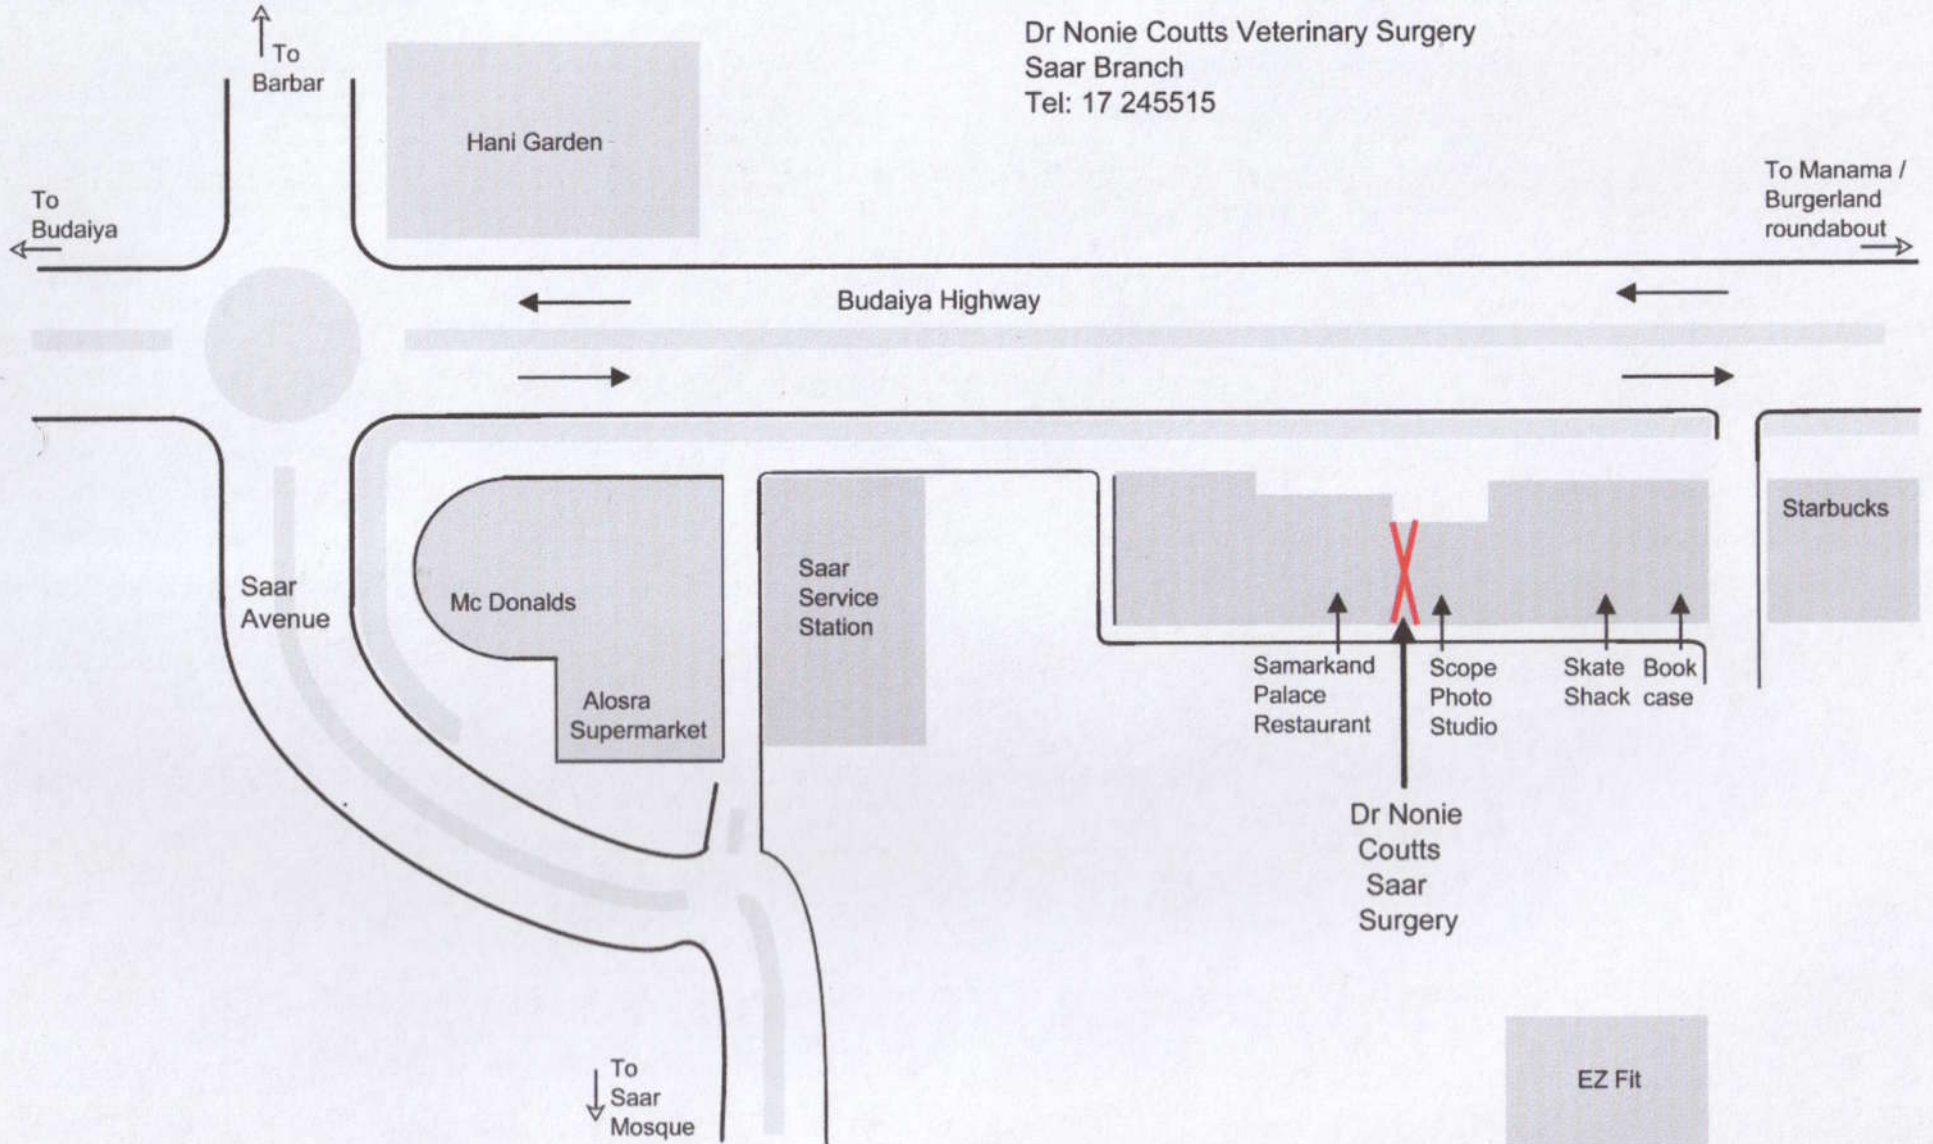 Dr Nonie Coutts Veterinary Surgery
Saar Branch
Tel: 17 245515
To
Barbar
Hani Garden
To
Budaiya
To Manama /
Burgerland
roundabout
Budaiya Highway
Saar
Avenue
Mc Donalds
Alosra
Supermarket
Saar
Service
Station
Starbucks
Samarkand
Palace
Restaurant
Scope
Photo
Studio
Skate
Shack
Book
case
Dr Nonie
Coutts
Saar
Surgery
To
Saar
Mosque
EZ Fit